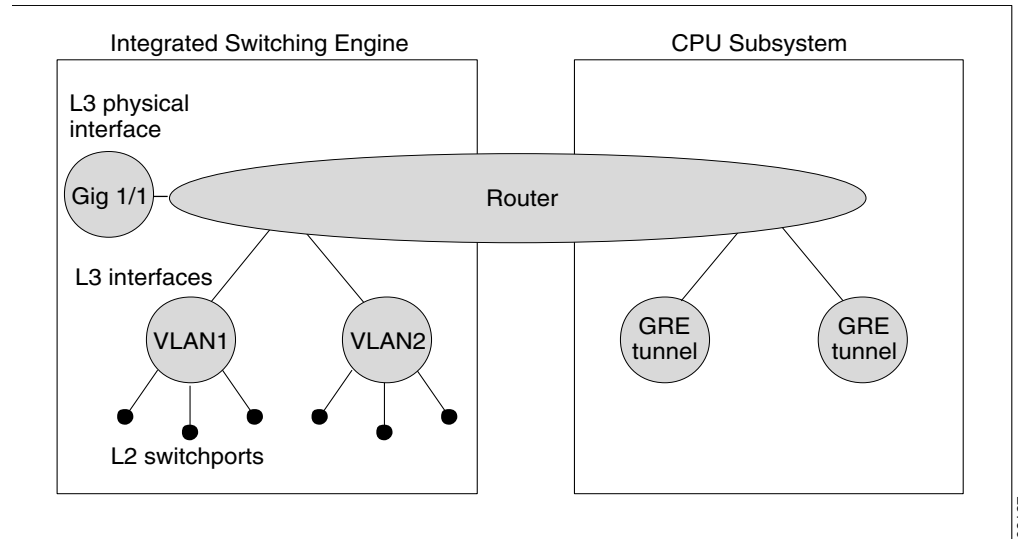 Integrated Switching Engine
CPU Subsystem
L3 physical
interface
Gig 1/1
Router
L3 interfaces
VLAN1
VLAN2
GRE
tunnel
GRE
tunnel
L2 switchports